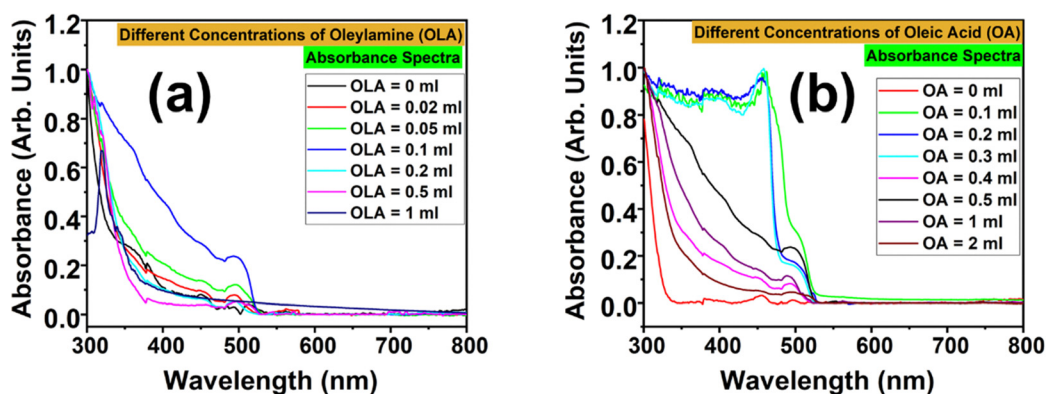 Different Concentrations of Oleylamine (OLA)
Absorbance Spectra
(a)
OLA = 0 ml
OLA = 0.02 ml
OLA = 0.05 ml
OLA = 0.1 ml
OLA = 0.2 ml
OLA = 0.5 ml
OLA = 1 ml
Absorbance (Arb. Units)
1.2
1.0
0.8
0.6
0.4
0.2
0.0
300 400 500 600 700 800
Wavelength (nm)
Different Concentrations of Oleic Acid (OA)
Absorbance Spectra
(b)
OA = 0 ml
OA = 0.1 ml
OA = 0.2 ml
OA = 0.3 ml
OA = 0.4 ml
OA = 0.5 ml
OA = 1 ml
OA = 2 ml
Absorbance (Arb. Units)
1.2
1.0
0.8
0.6
0.4
0.2
0.0
300 400 500 600 700 800
Wavelength (nm)